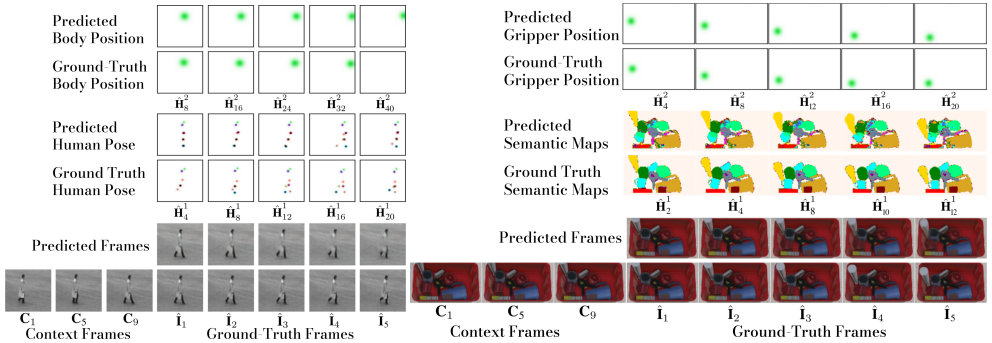 Predicted
Body Position
Ground-Truth
Body Position
Ĥ²₈ Ĥ²₁₆ Ĥ²₂₄ Ĥ²₃₂ Ĥ²₄₀
Predicted
Human Pose
Ground Truth
Human Pose
Ĥ¹₄ Ĥ¹₈ Ĥ¹₁₂ Ĥ¹₁₆ Ĥ¹₂₀
Predicted Frames
C₁ C₅ C₉ Î₁ Î₂ Î₃ Î₄ Î₅
Context Frames Ground-Truth Frames
Predicted
Gripper Position
Ground-Truth
Gripper Position
Ĥ²₄ Ĥ²₈ Ĥ²₁₂ Ĥ²₁₆ Ĥ²₂₀
Predicted
Semantic Maps
Ground Truth
Semantic Maps
Ĥ¹₂ Ĥ¹₄ Ĥ¹₈ Ĥ¹₁₀ Ĥ¹₁₂
Predicted Frames
C₁ C₅ C₉ Î₁ Î₂ Î₃ Î₄ Î₅
Context Frames Ground-Truth Frames